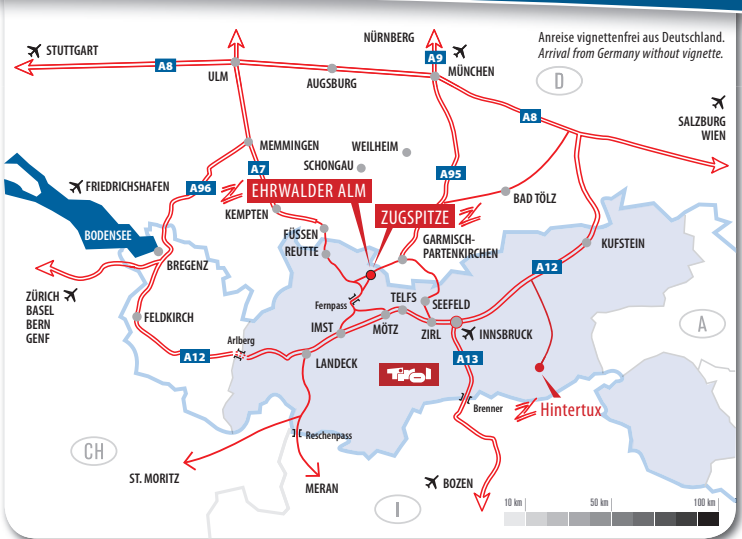 NÜRNBERG
Anreise vignettenfrei aus Deutschland.
Arrival from Germany without vignette.
STUTTGART
A8
ULM
AUGSBURG
A9
MÜNCHEN
D
A8
SALZBURG
WIEN
MEMMINGEN
WEILHEIM
SCHONGAU
A7
A95
FRIEDRICHSHAFEN
A96
EHRWALDER ALM
BAD TÖLZ
KEMPTEN
ZUGSPITZE
BODENSEE
FÜSSEN
REUTTE
GARMISCH-
PARTENKIRCHEN
KUFSTEIN
BREGENZ
A12
ZÜRICH
BASEL
BERN
GENF
Fernpass
TELFS
SEEFELD
FELDKIRCH
IMST
MÖTZ
ZIRL
INNSBRUCK
A
Arlberg
A12
LANDECK
A13
Tirol
Brenner
Hintertux
Reschenpass
CH
ST. MORITZ
MERAN
I
BOZEN
10 km
50 km
100 km